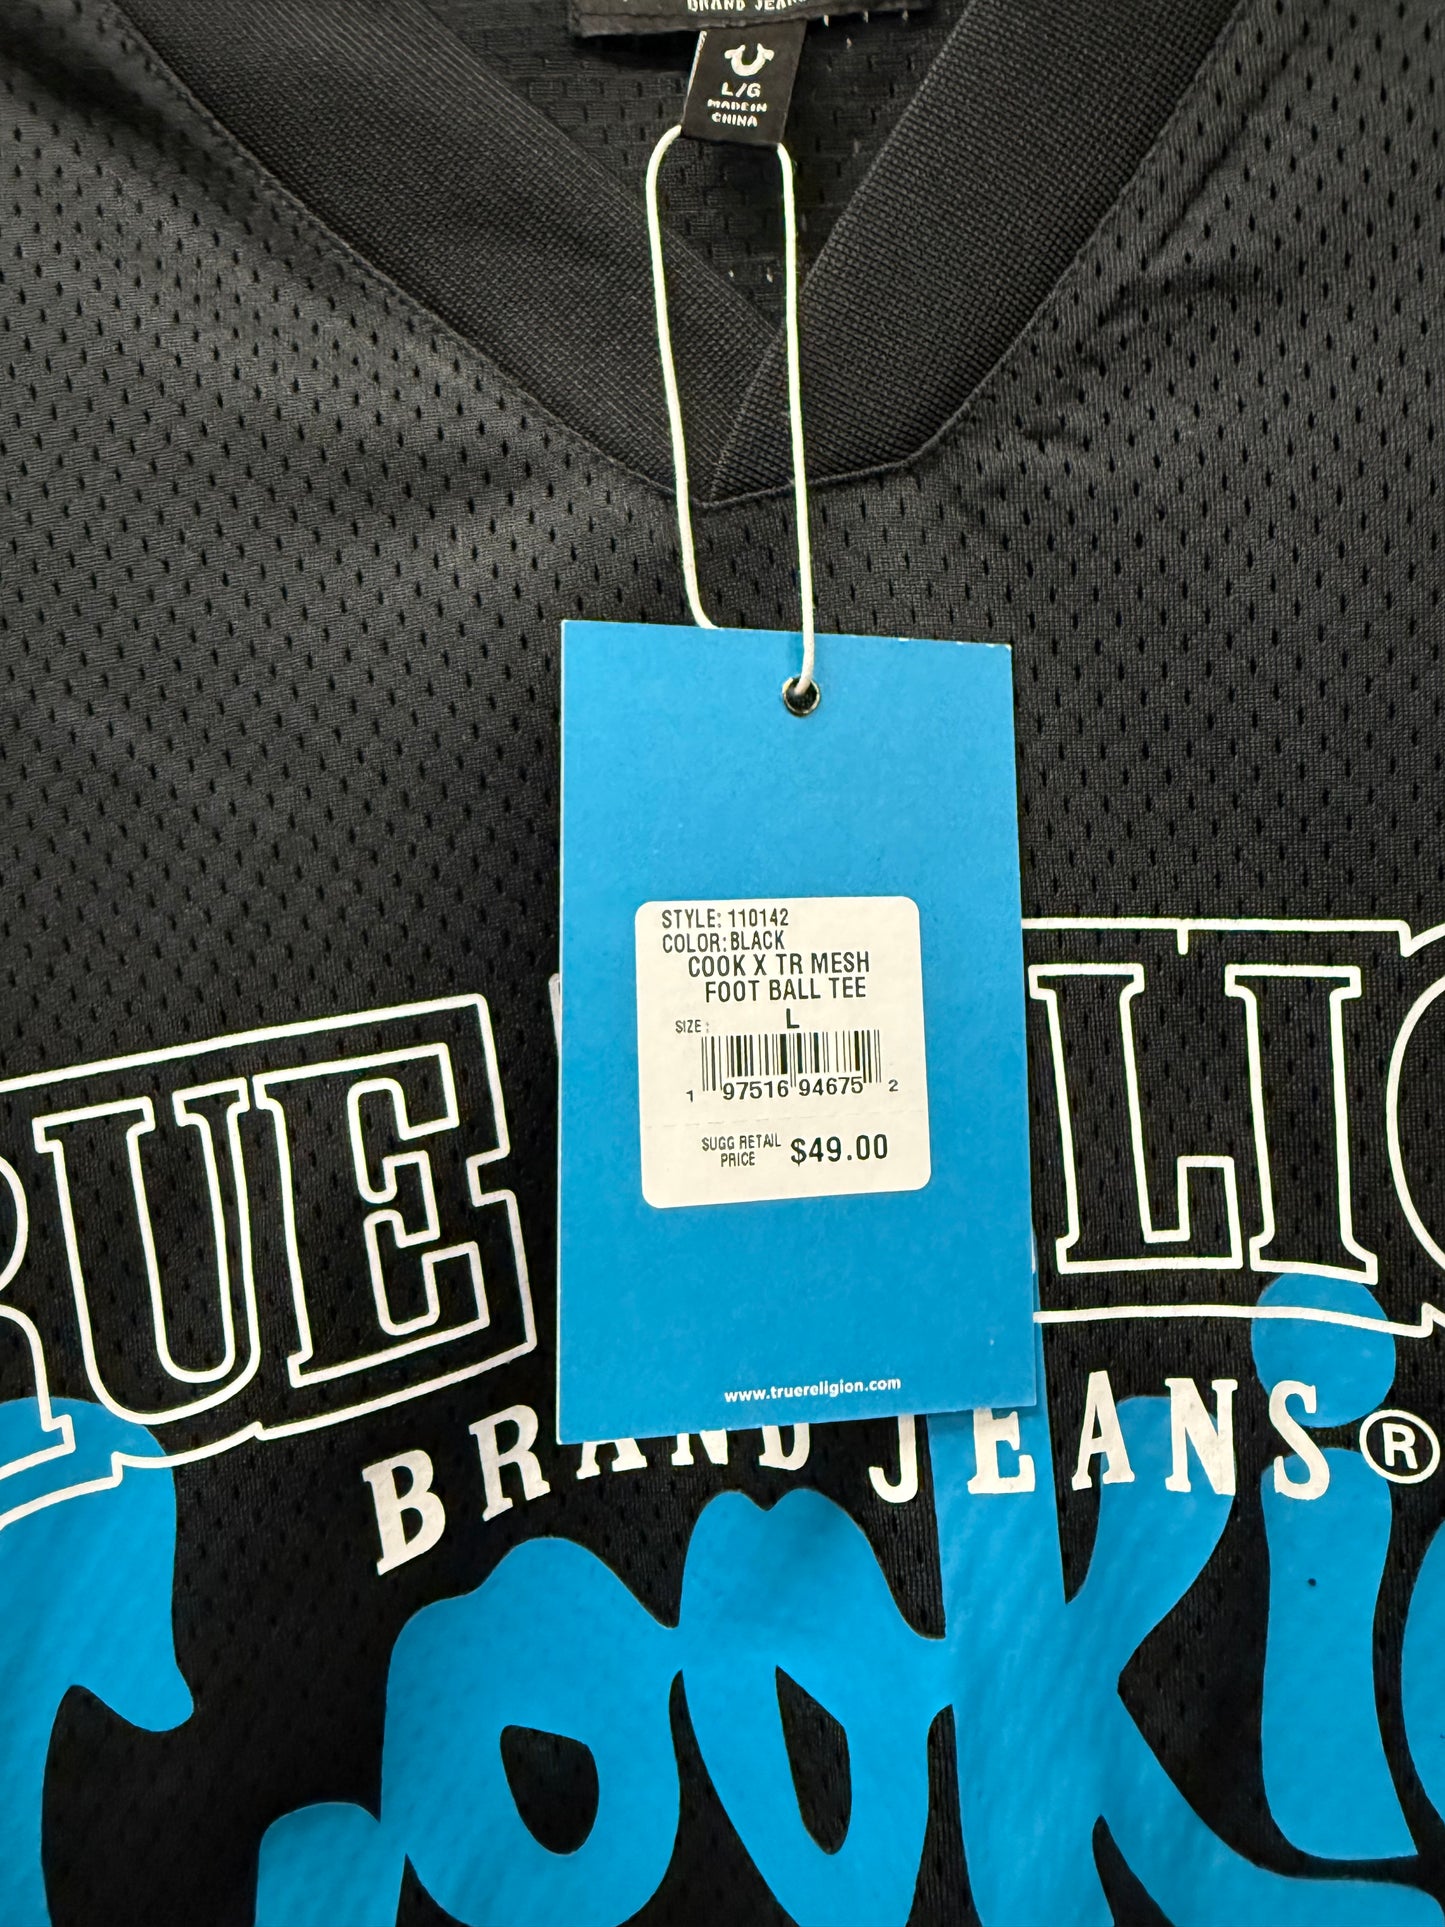 BRAND JEANS
L/G
MADE IN
CHINA
STYLE: 110142
COLOR: BLACK
COOK X TR MESH
FOOT BALL TEE
SIZE: L
1 97516 94675 2
SUGG RETAIL
PRICE $49.00
www.truereligion.com
RUE LIG
BRAND JEANS®
Cooki